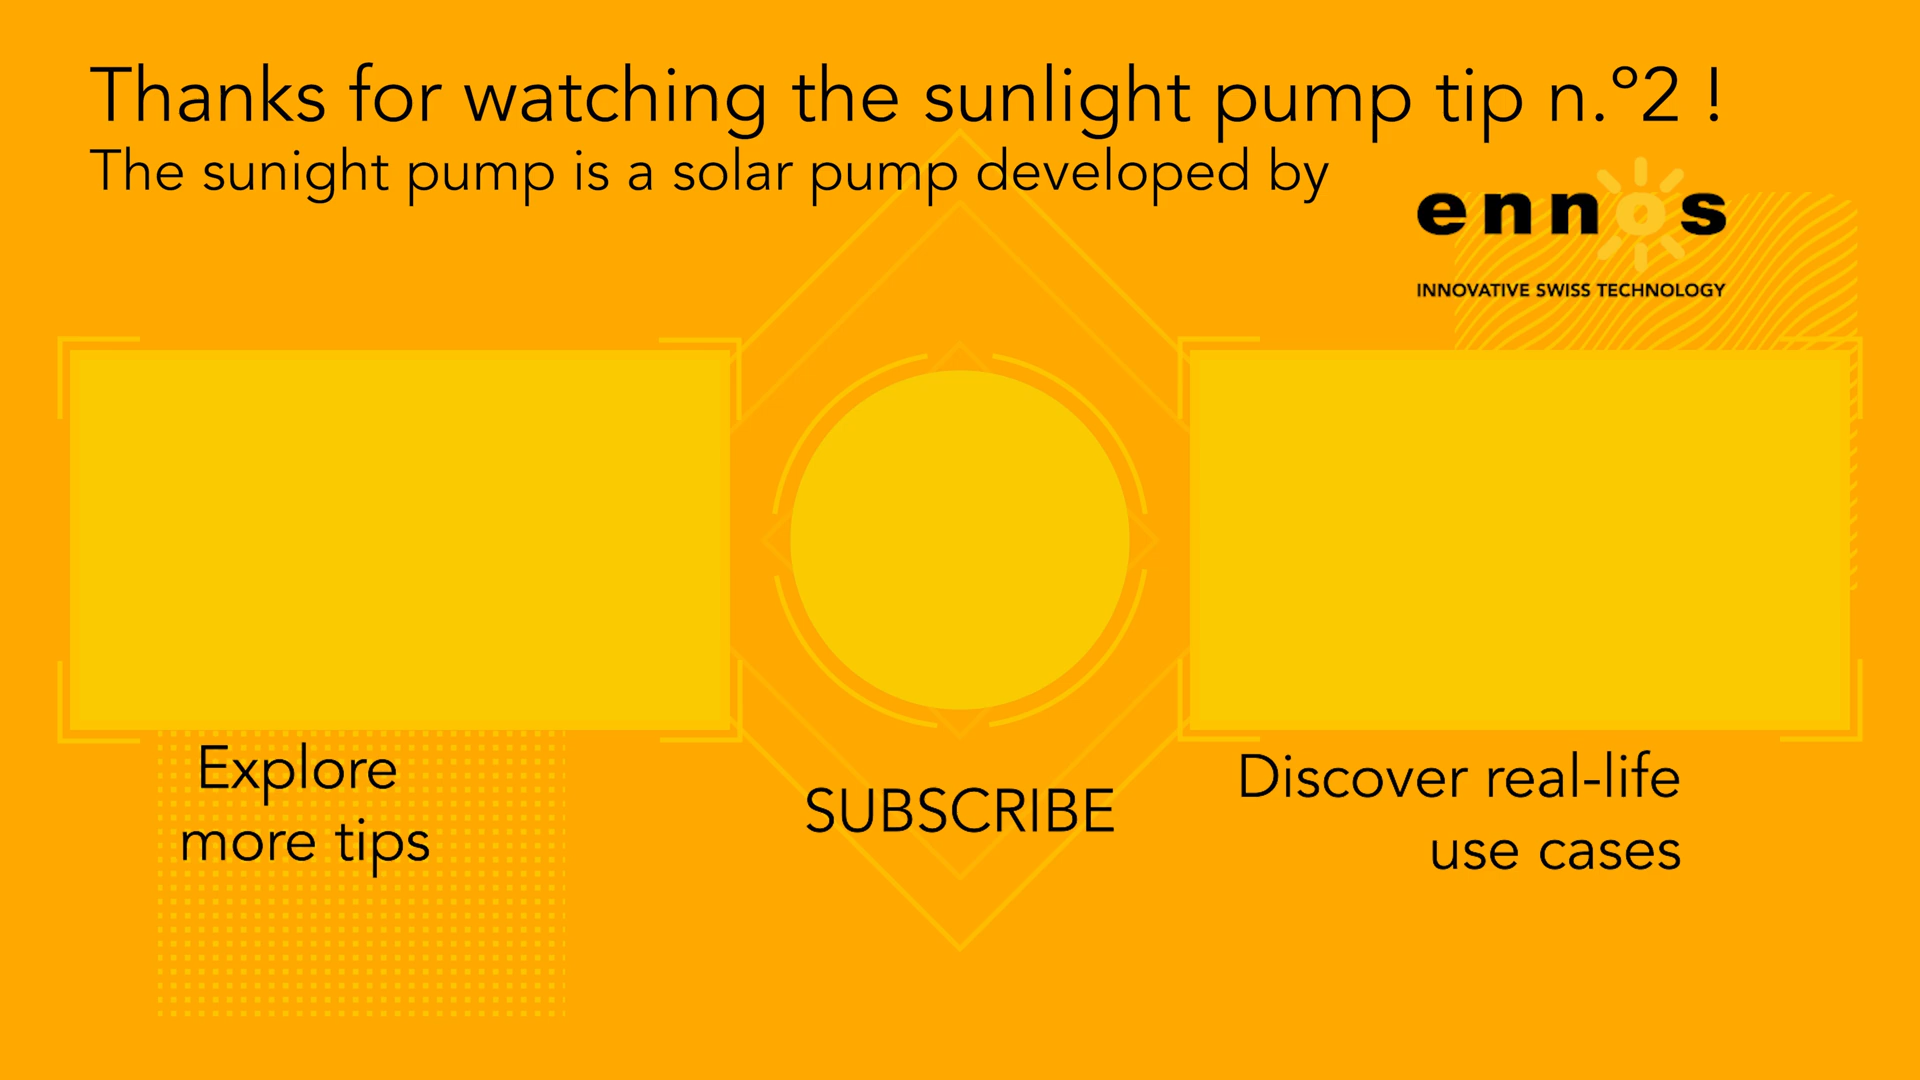 Thanks for watching the sunlight pump tip n.º2 !
The sunight pump is a solar pump developed by
ennos
INNOVATIVE SWISS TECHNOLOGY
Explore
more tips
SUBSCRIBE
Discover real-life
use cases